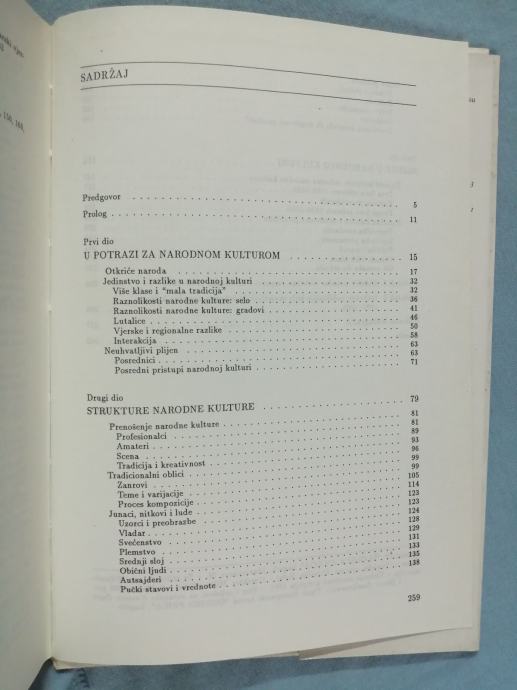 SADRŽAJ
Predgovor 5
Prolog 11
Prvi dio
U POTRAZI ZA NARODNOM KULTUROM 15
Otkriće naroda 17
Jedinstvo i razlike u narodnoj kulturi 32
Više klase i "mala tradicija" 32
Raznolikosti narodne kulture: selo 36
Raznolikosti narodne kulture: gradovi 41
Lutalice 46
Vjerske i regionalne razlike 50
Interakcija 58
Neuhvatljivi plijen 63
Posrednici 63
Posredni pristupi narodnoj kulturi 71
Drugi dio
STRUKTURE NARODNE KULTURE 79
Prenošenje narodne kulture 81
Profesionalci 81
Amateri 89
Scena 93
Tradicija i kreativnost 96
Tradicionalni oblici 99
Žanrovi 99
Teme i varijacije 105
Proces kompozicije 114
Junaci, nitkovi i lude 123
Uzorci i preobrazbe 123
Vladar 124
Svećenstvo 128
Plemstvo 129
Srednji sloj 131
Obični ljudi 133
Autsajderi 135
Pučki stavovi i vrednote 138
259